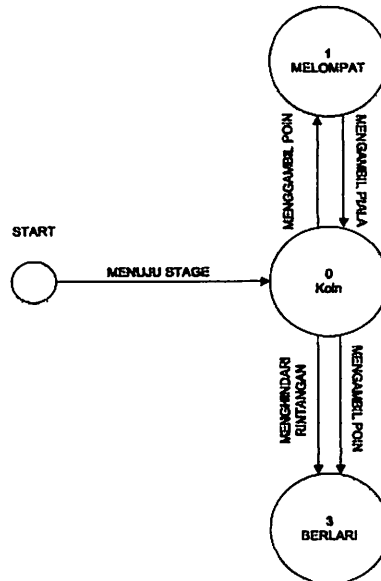 1
MELOMPAT
MENGGAMBIL POIN
MENGAMBIL PIALA
START
MENUJU STAGE
0
Koin
MENGHINDARI
RINTANGAN
MENGAMBIL POIN
3
BERLARI